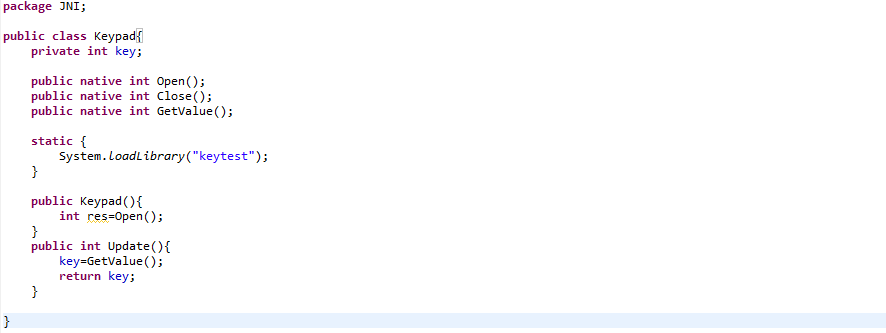 package JNI;
public class Keypad{
private int key;
public native int Open();
public native int Close();
public native int GetValue();
static {
System.loadLibrary("keytest");
}
public Keypad(){
int res=Open();
}
public int Update(){
key=GetValue();
return key;
}
}